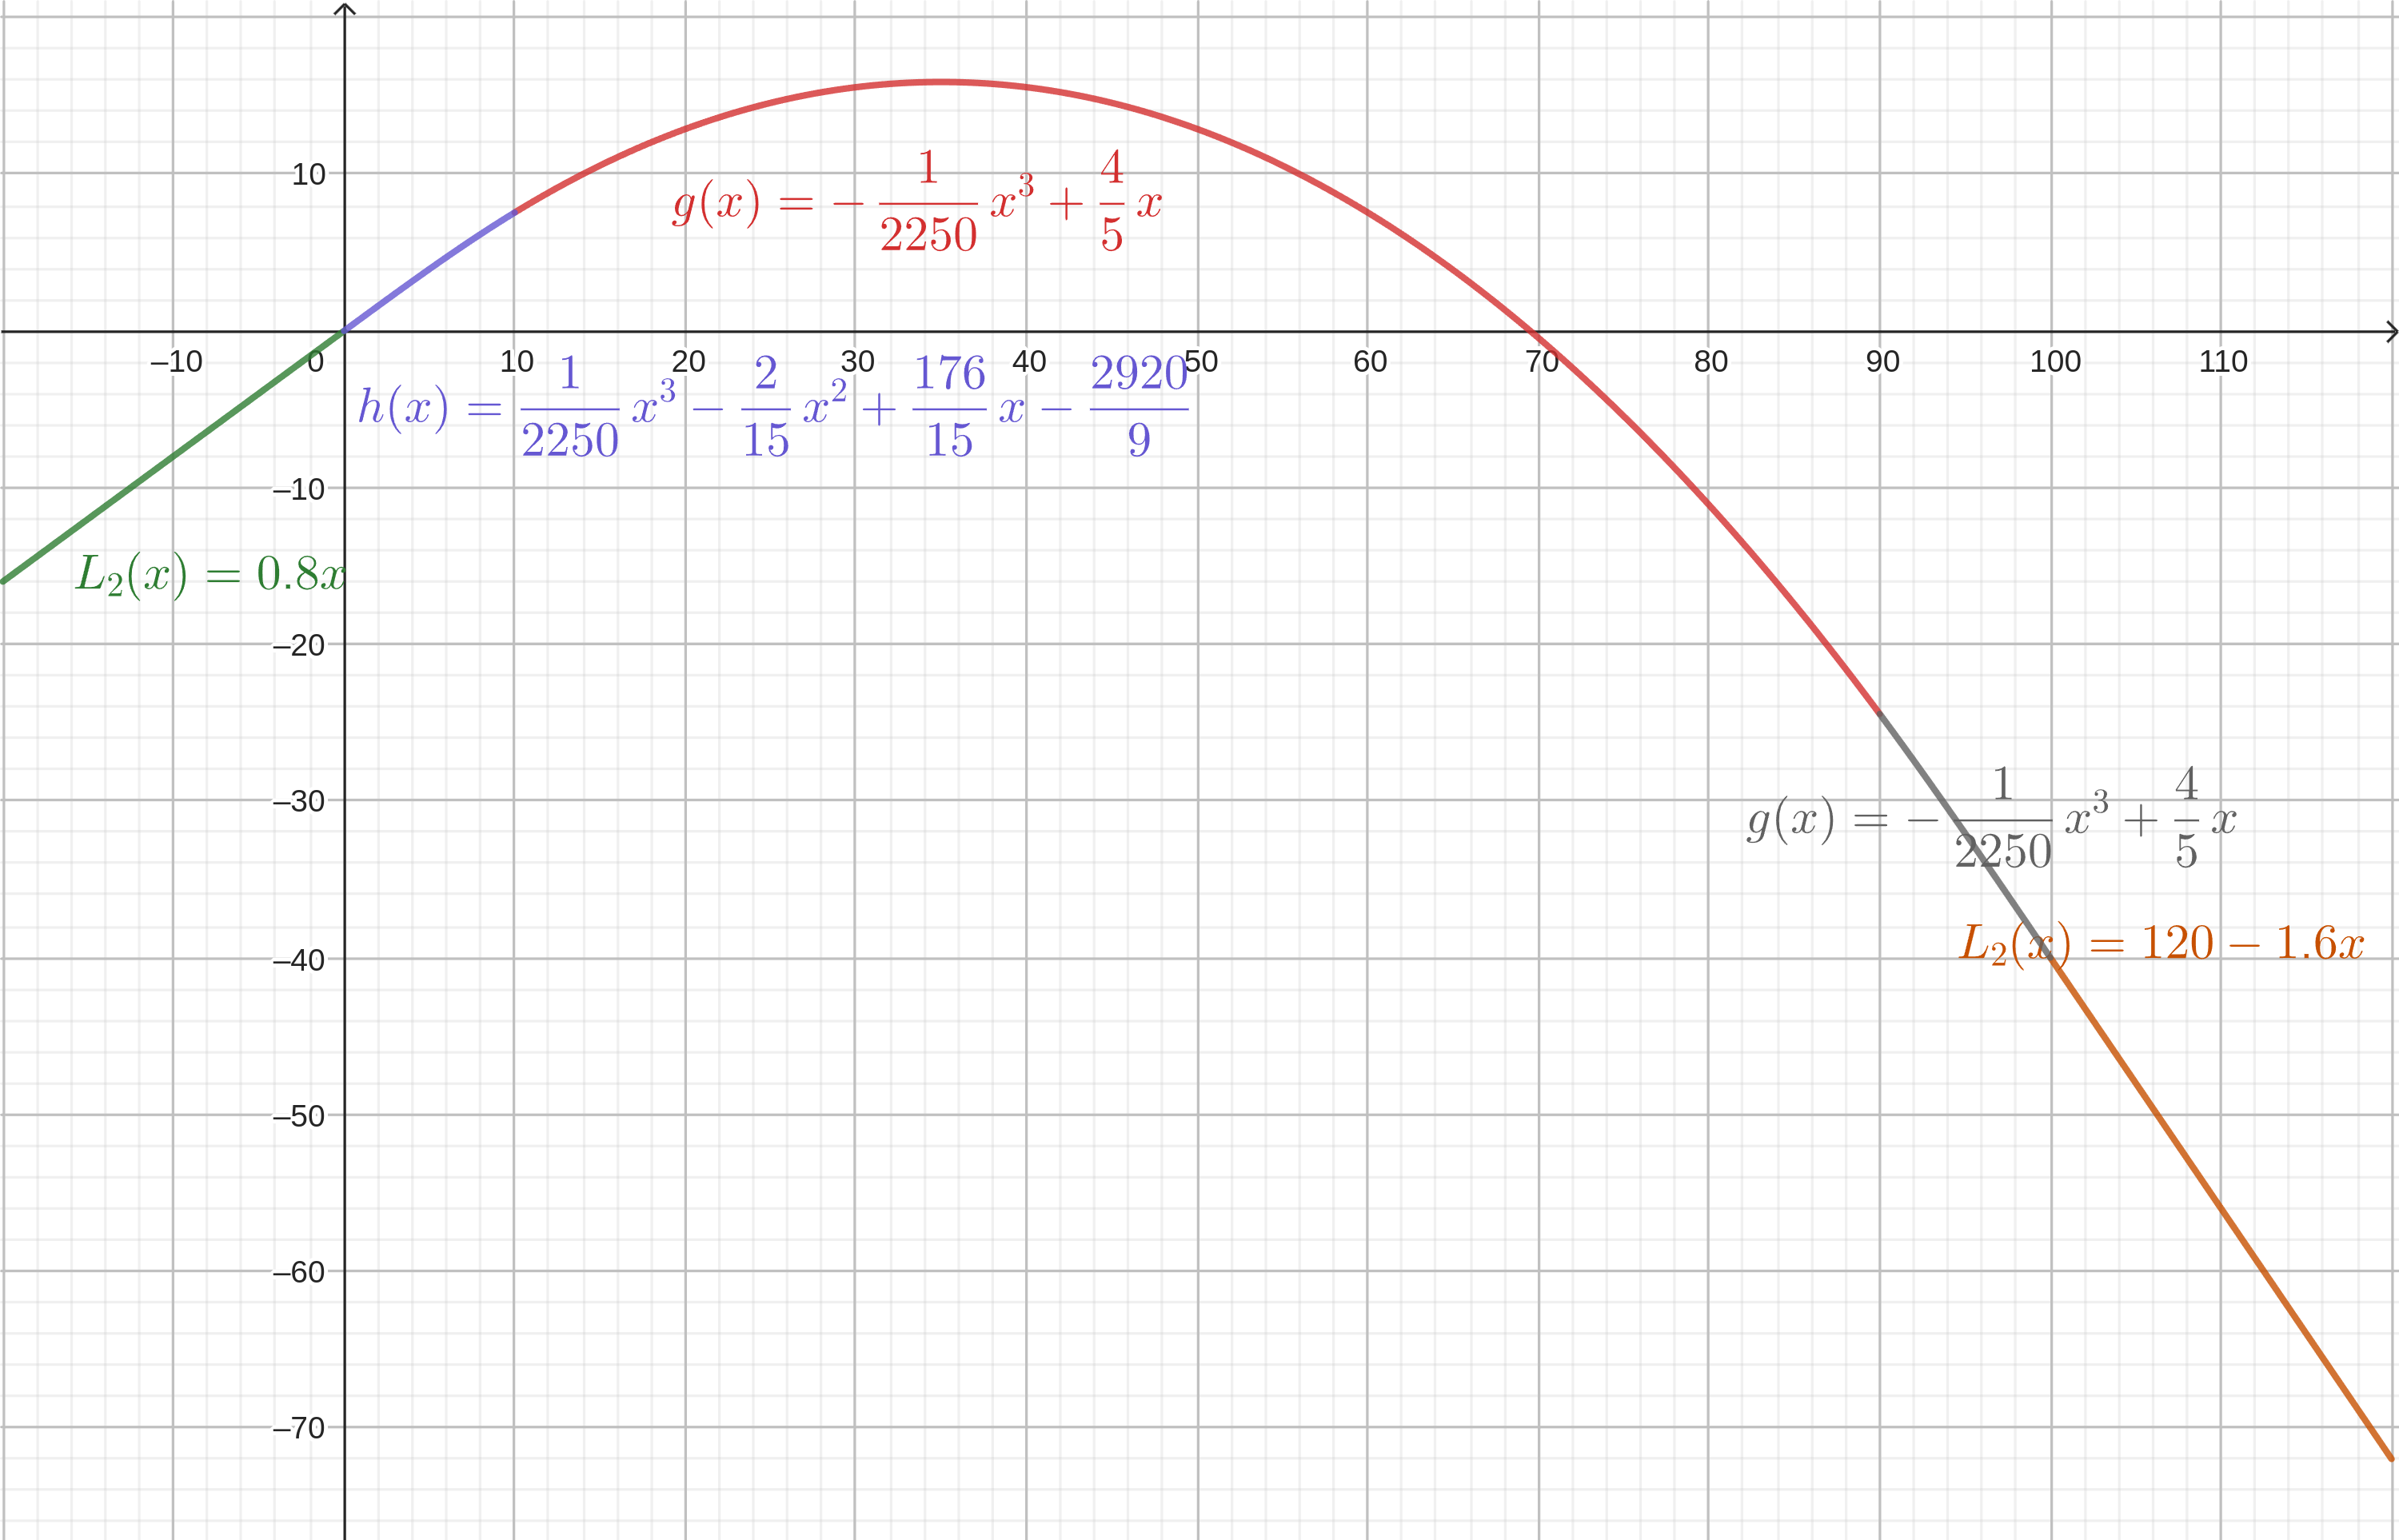 10
–10 0 10 20 30 40 50 60 70 80 90 100 110
–10
–20
–30
–40
–50
–60
–70
g(x) = − 1/2250 x³ + 4/5 x
h(x) = 1/2250 x³ − 2/15 x² + 176/15 x − 2920/9
L₂(x) = 0.8x
g(x) = − 1/2250 x³ + 4/5 x
L₂(x) = 120 − 1.6x